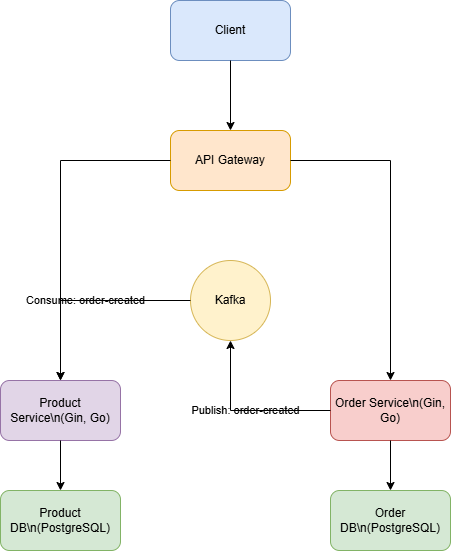 Client
API Gateway
Consume: order-created
Kafka
Product
Service\n(Gin, Go)
Publish: order-created
Order Service\n(Gin,
Go)
Product
DB\n(PostgreSQL)
Order
DB\n(PostgreSQL)